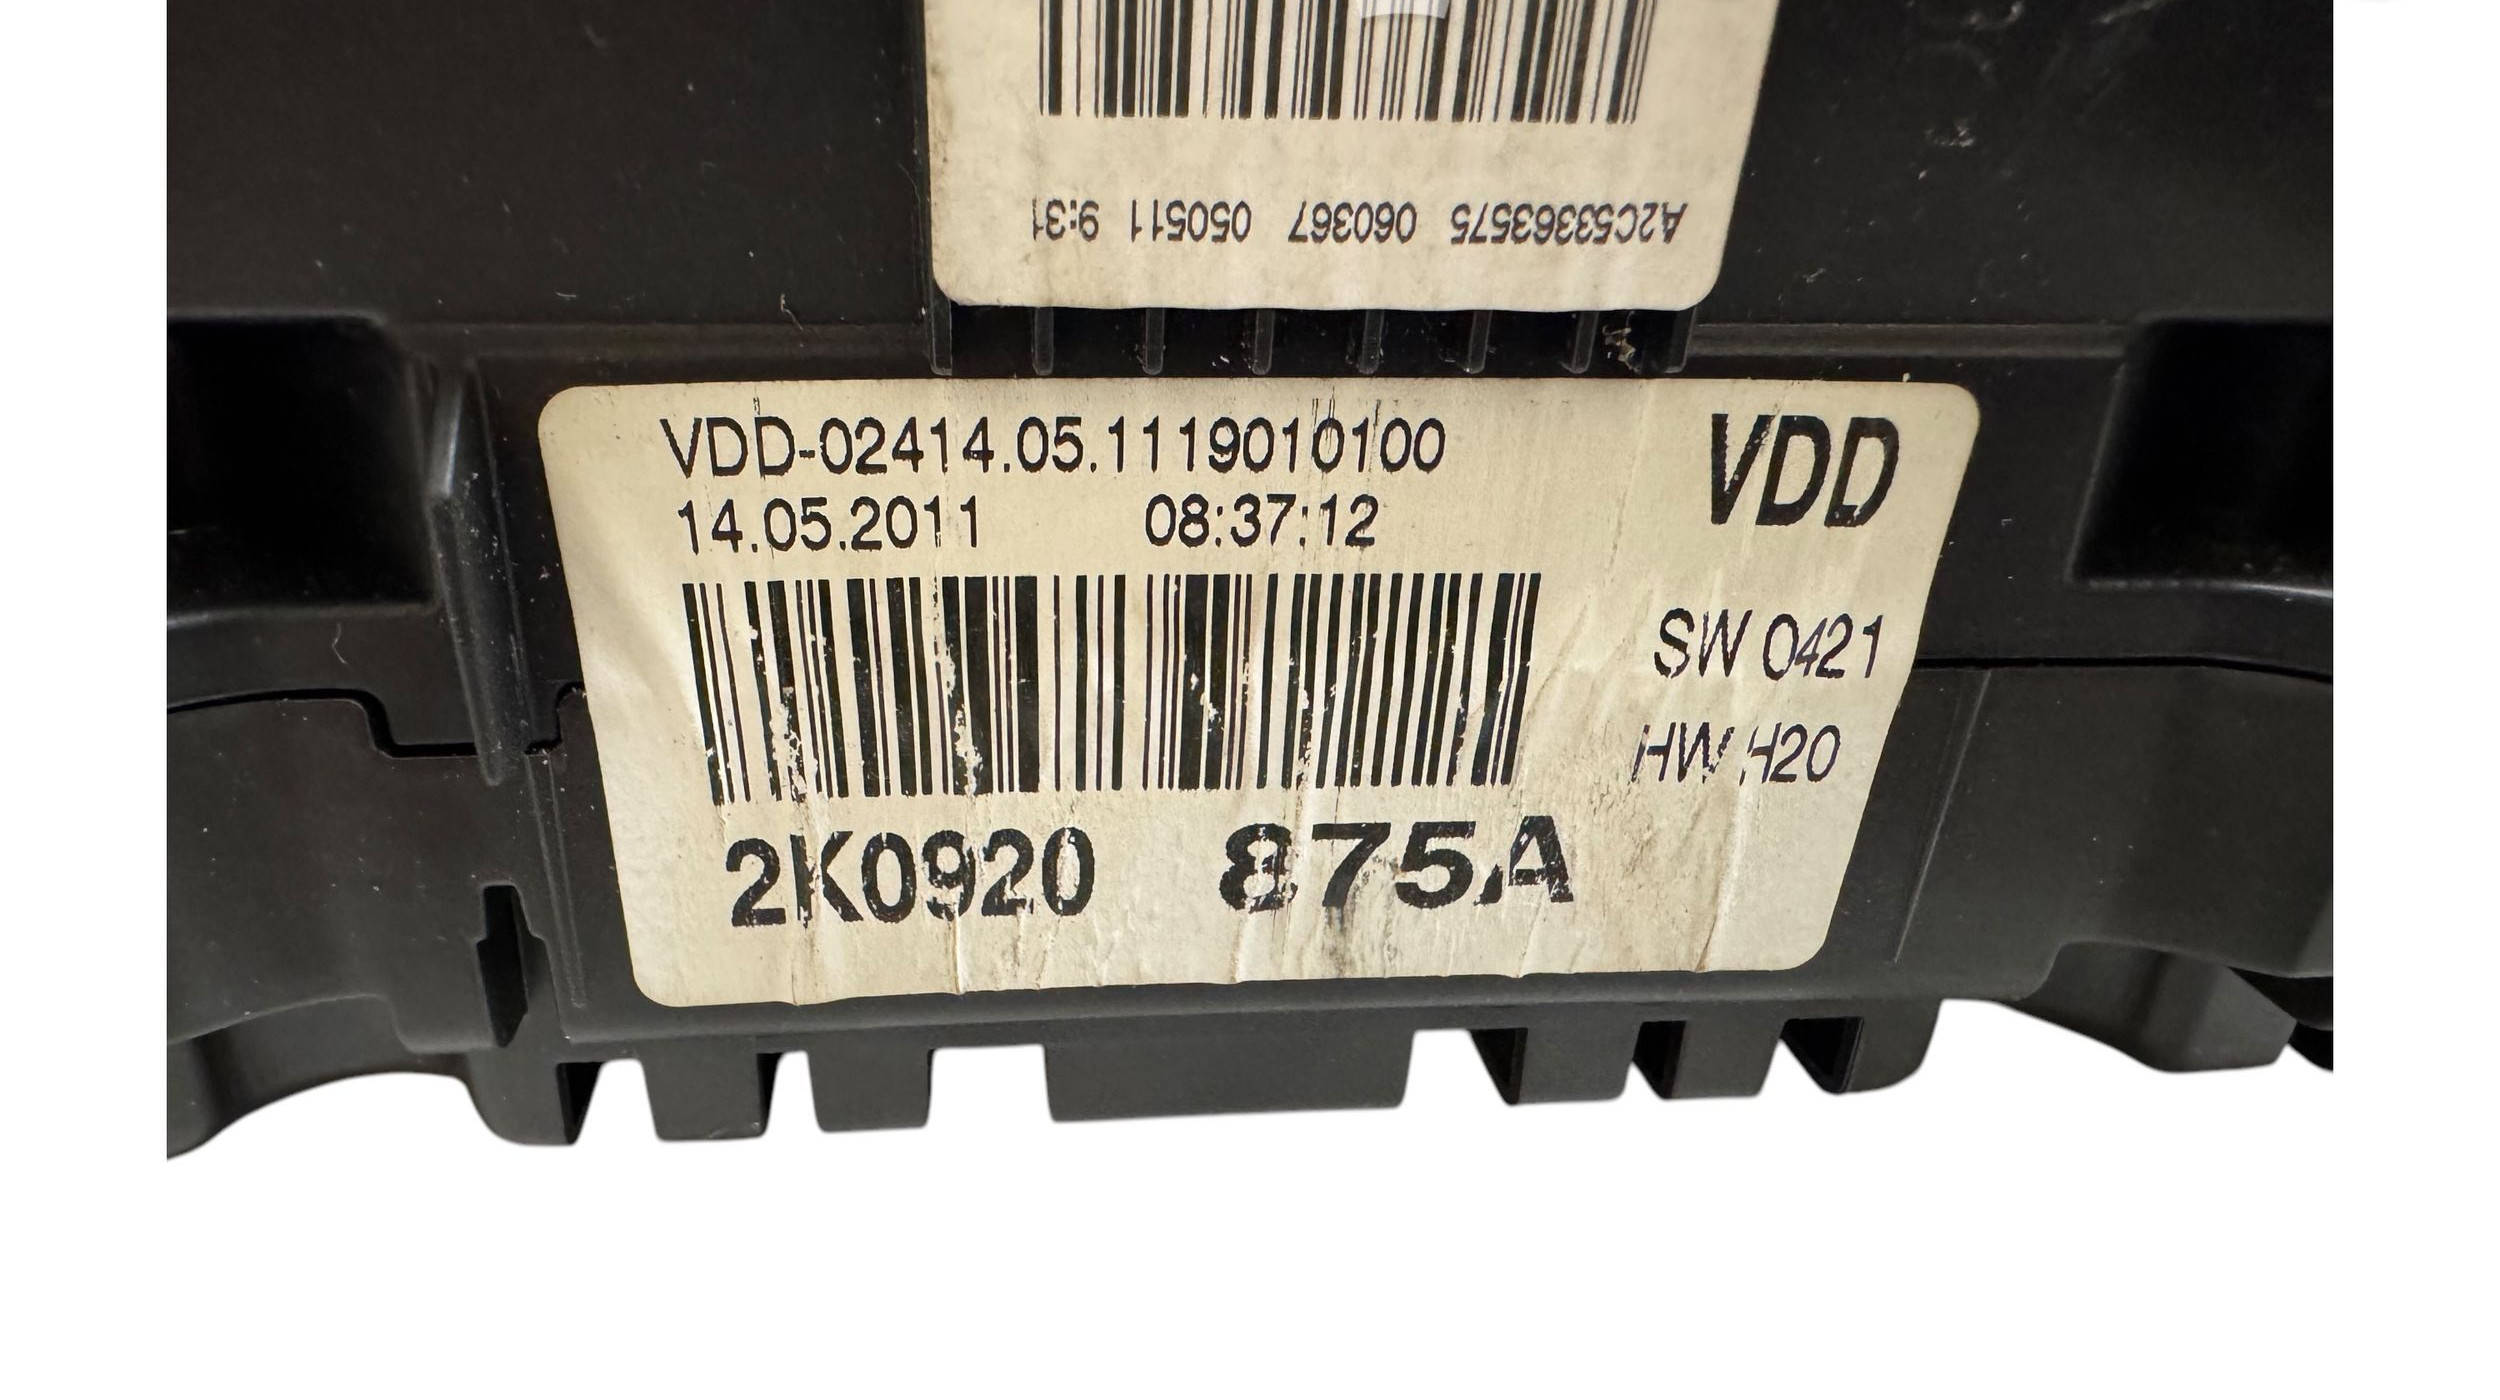 A2C53363575 060367 050511 9:31
VDD-02414.05.1119010100
VDD
14.05.2011 08:37:12
SW 0421
HW H20
2K0920 875A